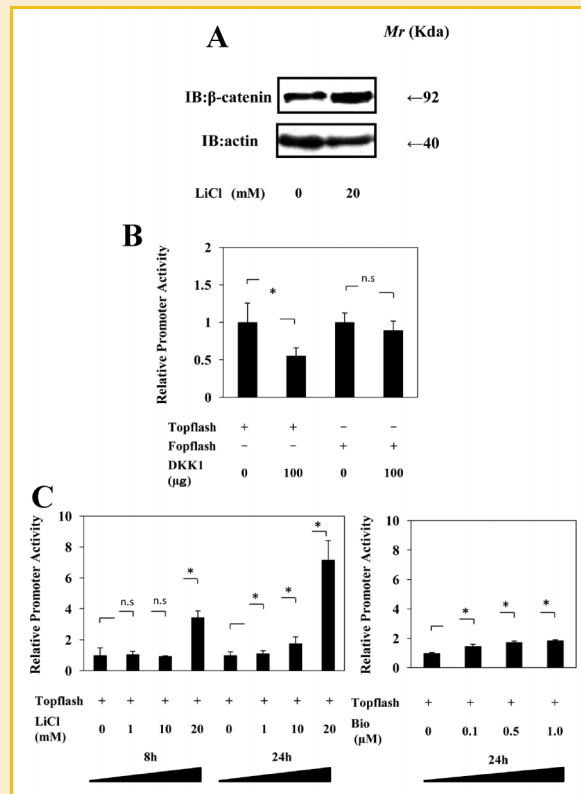 A
Mr (Kda)
IB:β-catenin
←92
IB:actin
←40
LiCl (mM) 0 20
B
Relative Promoter Activity
2
1.5
1
0.5
0
*
n.s
Topflash + + − −
Fopflash − − + +
DKK1
(μg) 0 100 0 100
C
Relative Promoter Activity
10
8
6
4
2
0
n.s n.s * * * *
Topflash + + + + + + + +
LiCl
(mM) 0 1 10 20 0 1 10 20
8h 24h
Relative Promoter Activity
10
8
6
4
2
0
* * *
Topflash + + + +
Bio
(μM) 0 0.1 0.5 1.0
24h